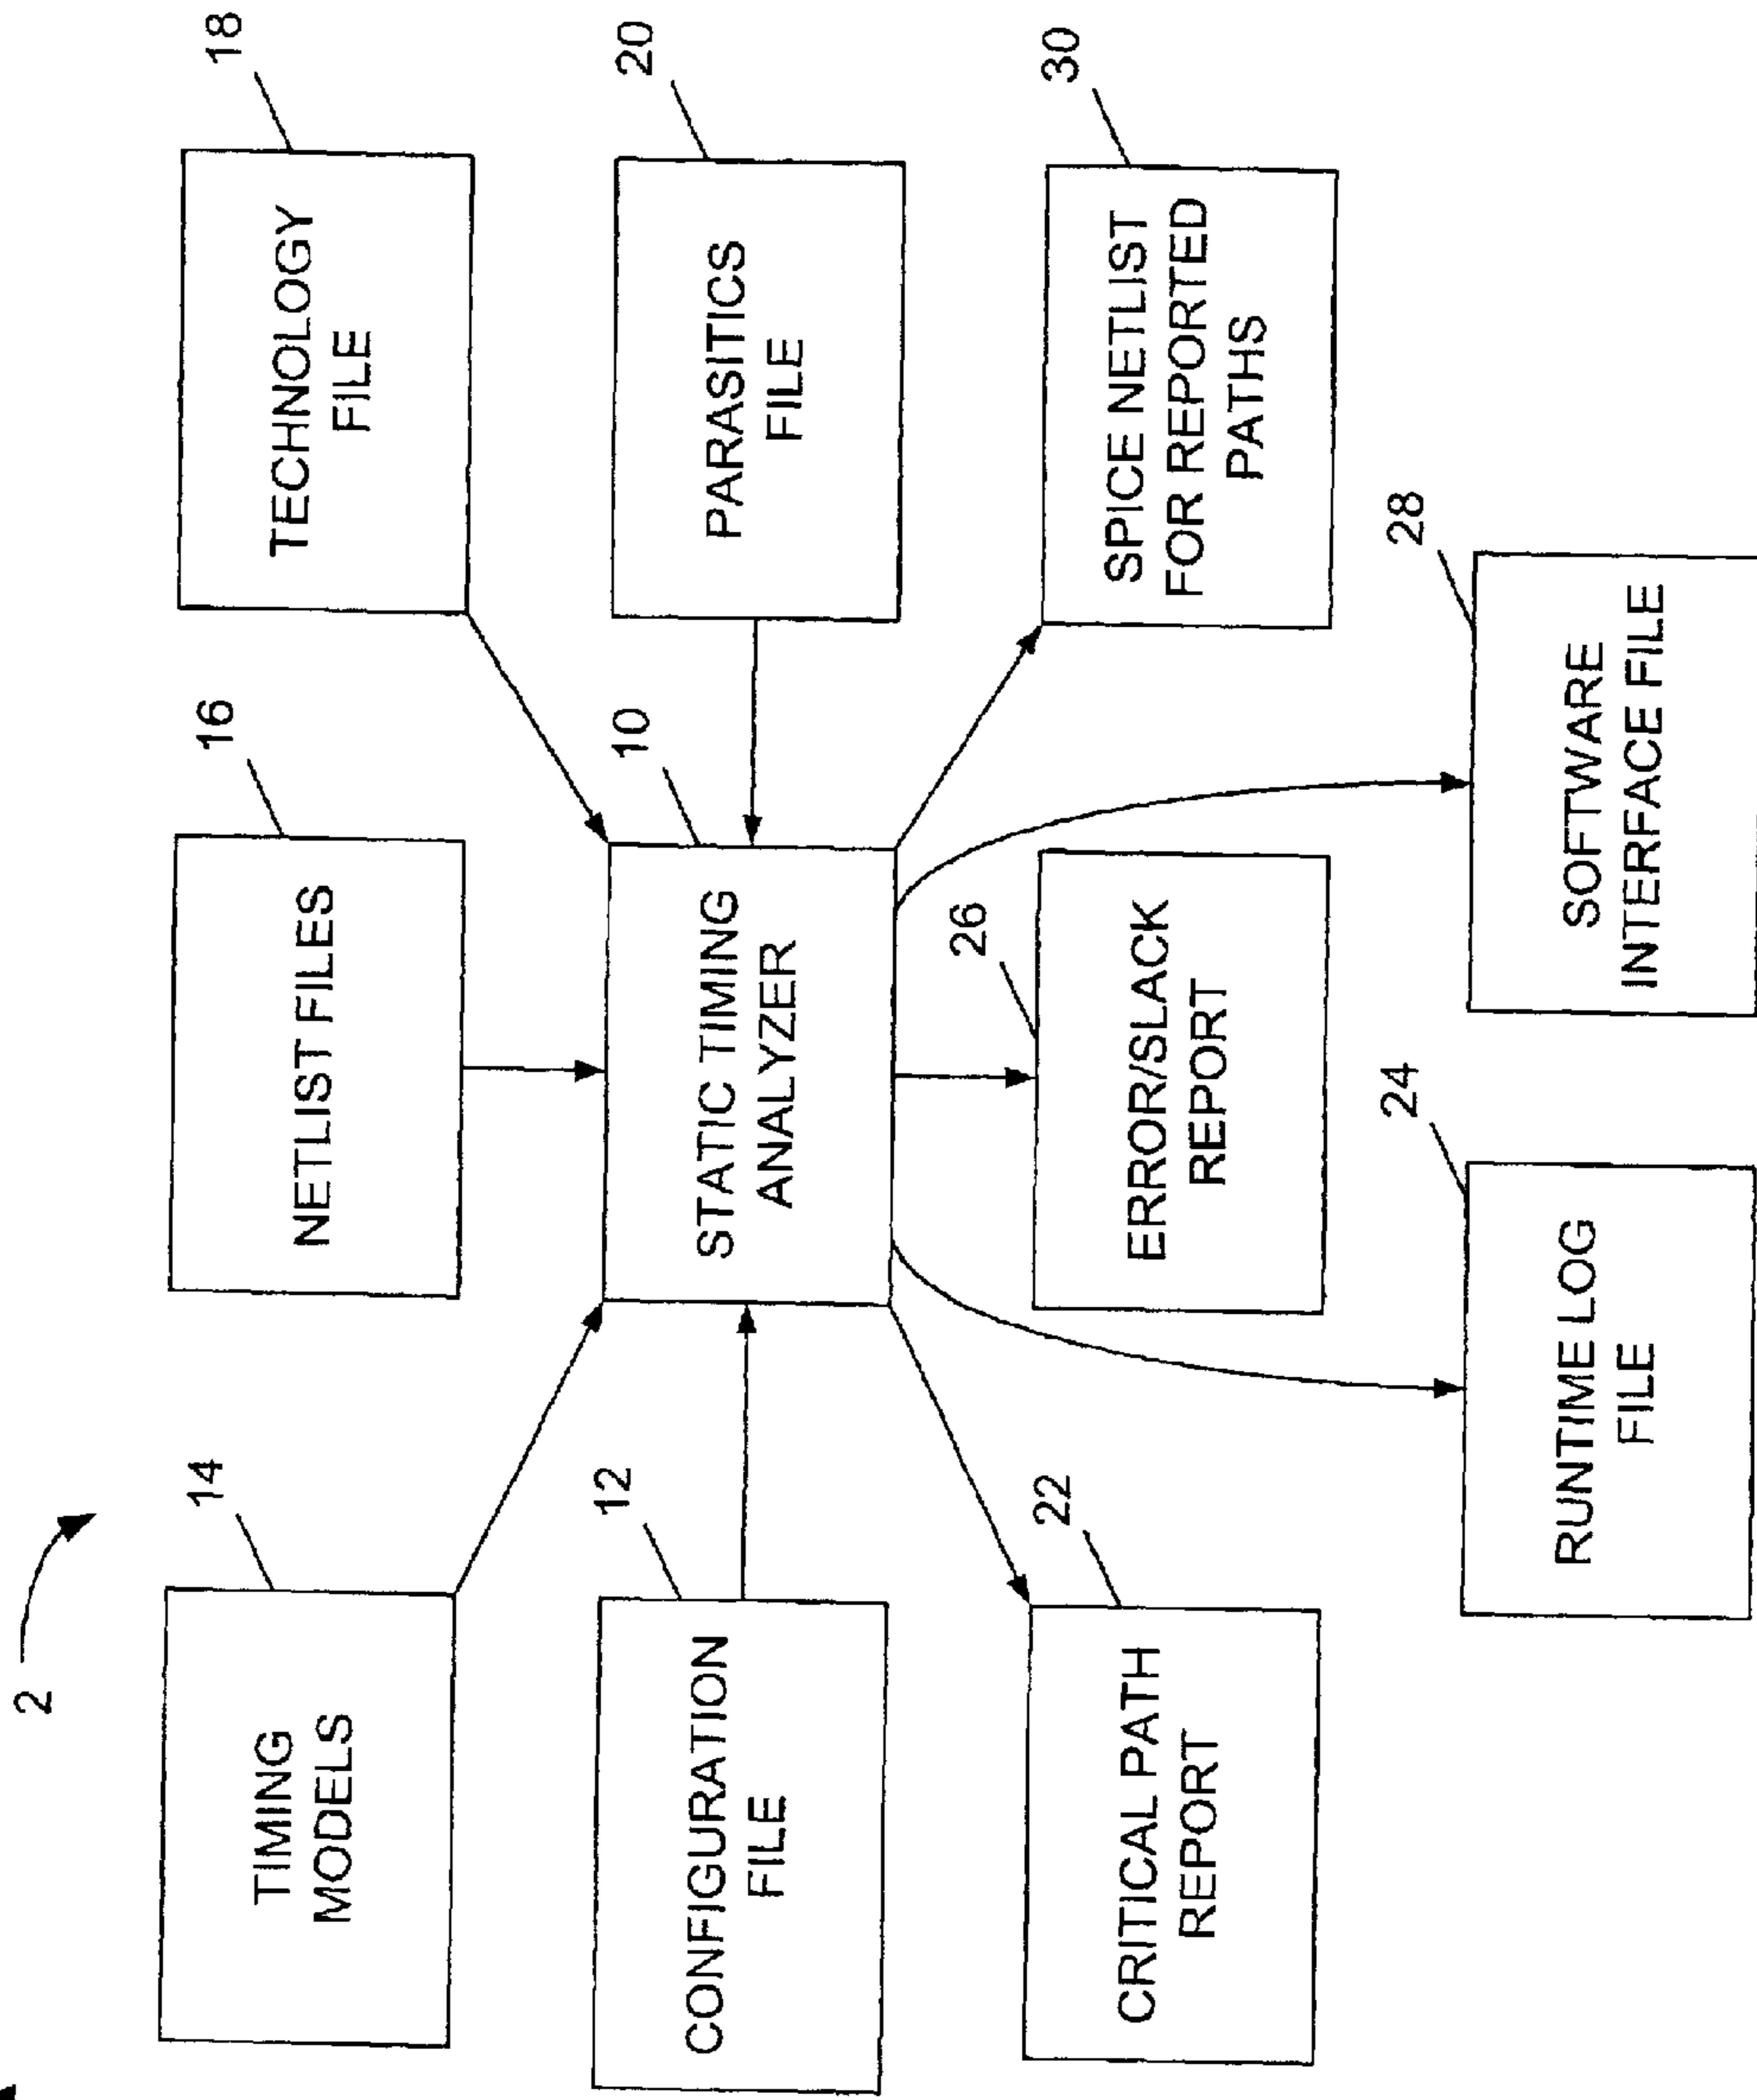 2
14
TIMING
MODELS
16
NETLIST FILES
18
TECHNOLOGY
FILE
12
CONFIGURATION
FILE
10
STATIC TIMING
ANALYZER
20
PARASITICS
FILE
22
CRITICAL PATH
REPORT
26
ERROR/SLACK
REPORT
30
SPICE NETLIST
FOR REPORTED
PATHS
24
RUNTIME LOG
FILE
28
SOFTWARE
INTERFACE FILE